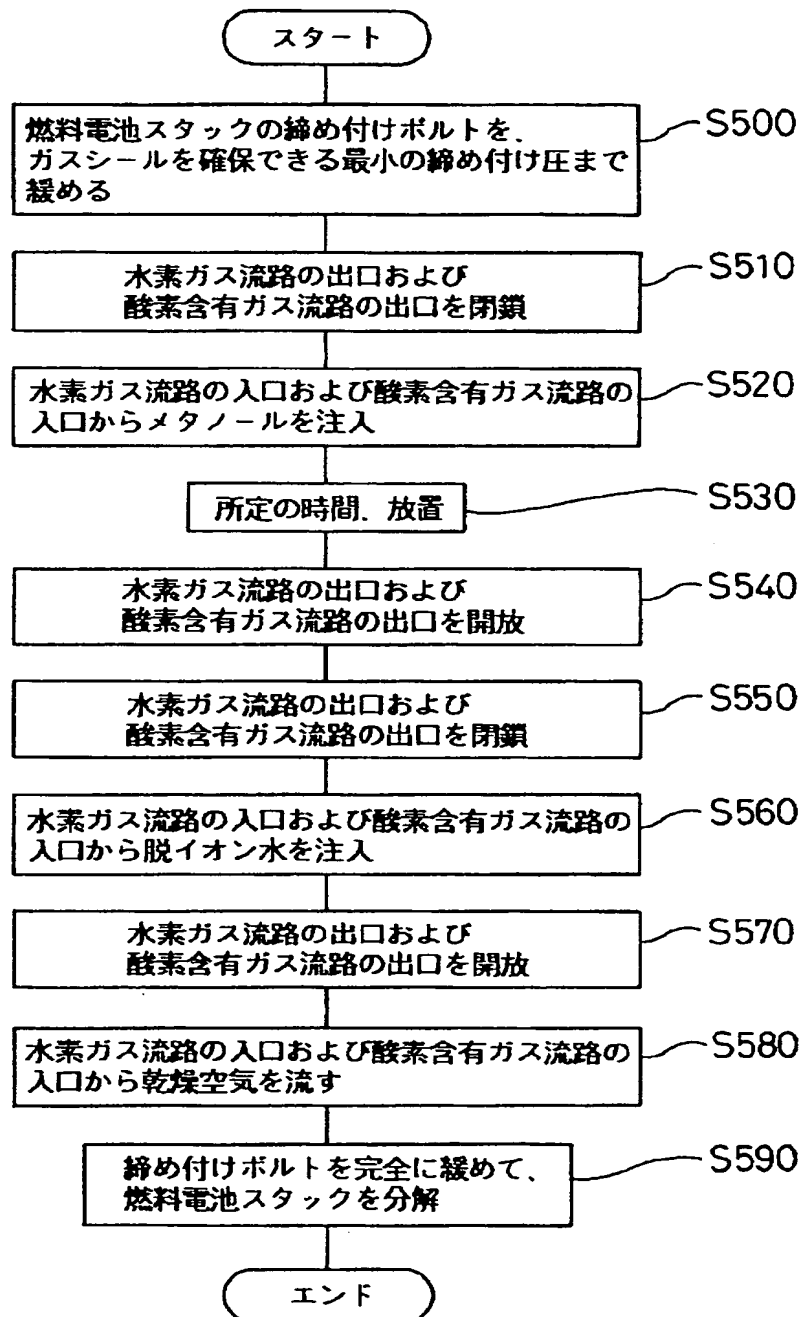 スタート
燃料電池スタックの締め付けボルトを、
ガスシールを確保できる最小の締め付け圧まで
緩める
S500
水素ガス流路の出口および
酸素含有ガス流路の出口を閉鎖
S510
水素ガス流路の入口および酸素含有ガス流路の
入口からメタノールを注入
S520
所定の時間、放置
S530
水素ガス流路の出口および
酸素含有ガス流路の出口を開放
S540
水素ガス流路の出口および
酸素含有ガス流路の出口を閉鎖
S550
水素ガス流路の入口および酸素含有ガス流路の
入口から脱イオン水を注入
S560
水素ガス流路の出口および
酸素含有ガス流路の出口を開放
S570
水素ガス流路の入口および酸素含有ガス流路の
入口から乾燥空気を流す
S580
締め付けボルトを完全に緩めて、
燃料電池スタックを分解
S590
エンド